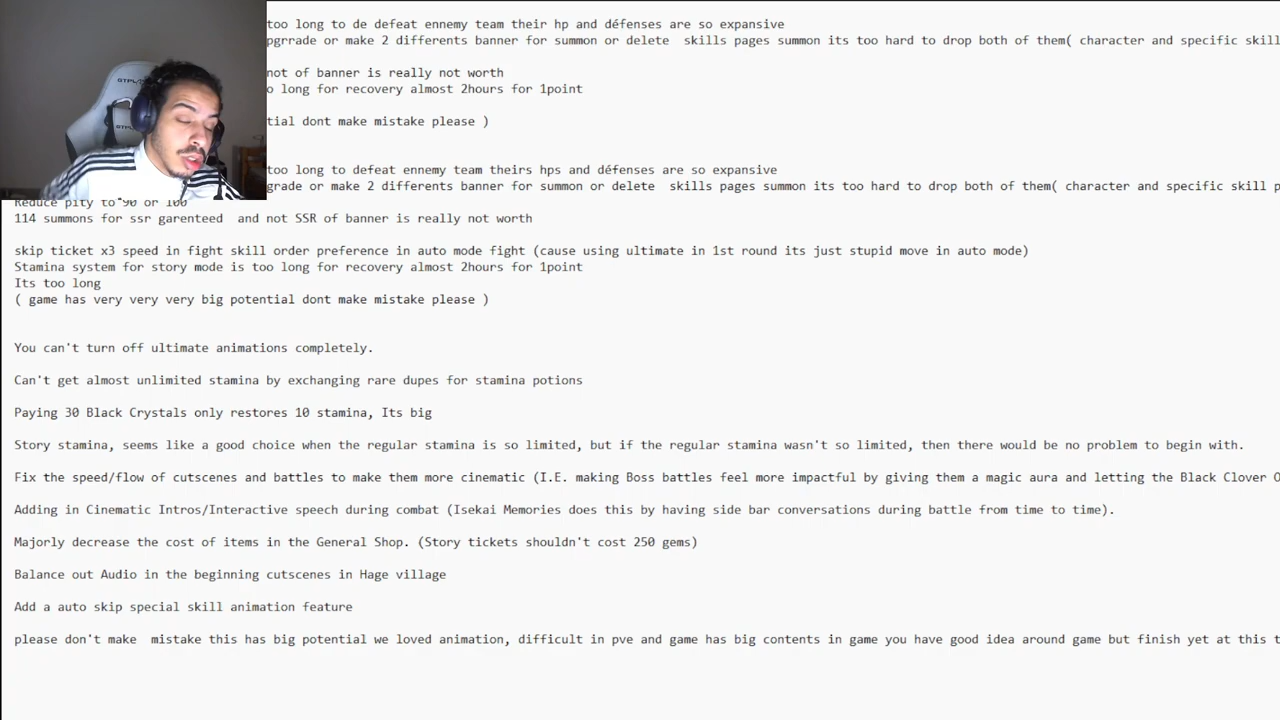 too long to de defeat ennemy team their hp and défenses are so expansive
pgrrade or make 2 differents banner for summon or delete  skills pages summon its too hard to drop both of them( character and specific skill
not of banner is really not worth
o long for recovery almost 2hours for 1point
tial dont make mistake please )
too long to defeat ennemy team theirs hps and défenses are so expansive
grade or make 2 differents banner for summon or delete  skills pages summon its too hard to drop both of them( character and specific skill p
Reduce pity to 90 or 100
114 summons for ssr garenteed  and not SSR of banner is really not worth
skip ticket x3 speed in fight skill order preference in auto mode fight (cause using ultimate in 1st round its just stupid move in auto mode)
Stamina system for story mode is too long for recovery almost 2hours for 1point
Its too long
( game has very very very big potential dont make mistake please )
You can't turn off ultimate animations completely.
Can't get almost unlimited stamina by exchanging rare dupes for stamina potions
Paying 30 Black Crystals only restores 10 stamina, Its big
Story stamina, seems like a good choice when the regular stamina is so limited, but if the regular stamina wasn't so limited, then there would be no problem to begin with.
Fix the speed/flow of cutscenes and battles to make them more cinematic (I.E. making Boss battles feel more impactful by giving them a magic aura and letting the Black Clover O
Adding in Cinematic Intros/Interactive speech during combat (Isekai Memories does this by having side bar conversations during battle from time to time).
Majorly decrease the cost of items in the General Shop. (Story tickets shouldn't cost 250 gems)
Balance out Audio in the beginning cutscenes in Hage village
Add a auto skip special skill animation feature
please don't make  mistake this has big potential we loved animation, difficult in pve and game has big contents in game you have good idea around game but finish yet at this t